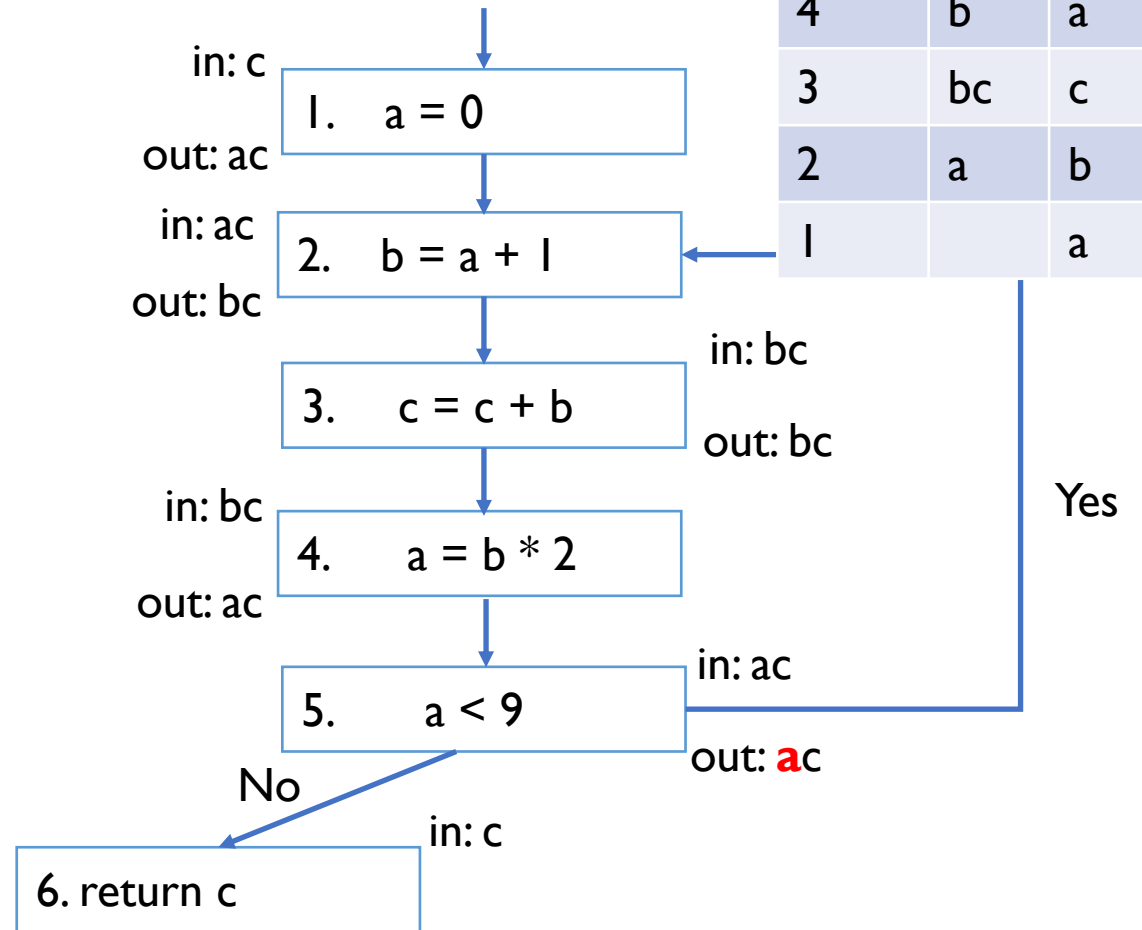 4 b a
3 bc c
2 a b
1 a
in: c
1. a = 0
out: ac
in: ac
2. b = a + 1
out: bc
in: bc
3. c = c + b
out: bc
in: bc
4. a = b * 2
out: ac
Yes
in: ac
5. a < 9
out: ac
No
in: c
6. return c